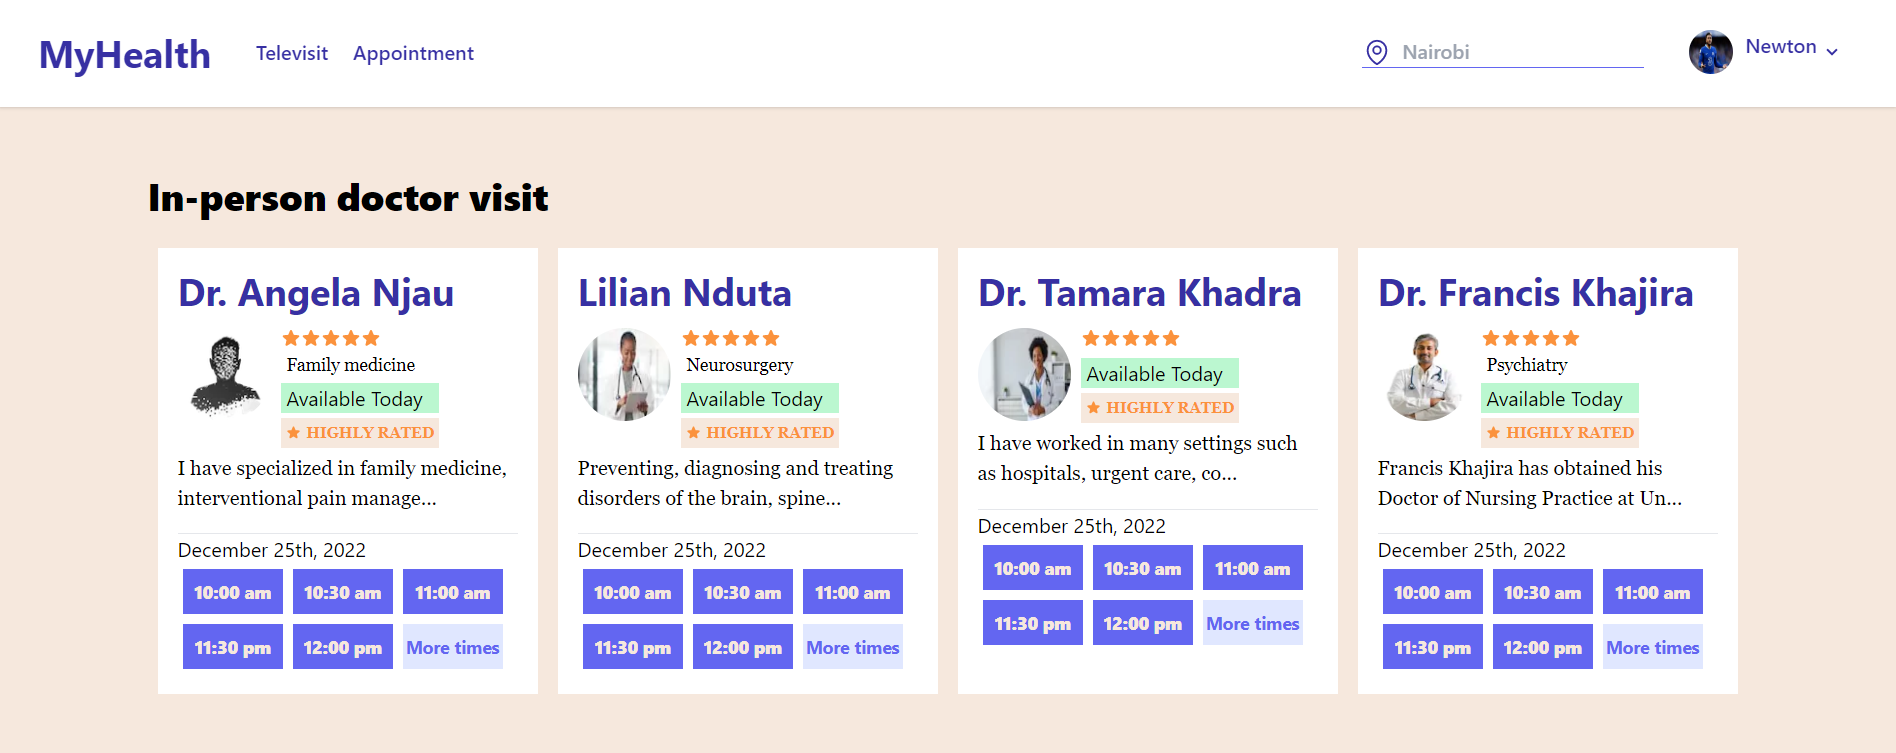 MyHealth
Televisit
Appointment
Nairobi
Newton
In-person doctor visit
Dr. Angela Njau
Family medicine
Available Today
HIGHLY RATED
I have specialized in family medicine,
interventional pain manage...
December 25th, 2022
10:00 am
10:30 am
11:00 am
11:30 pm
12:00 pm
More times
Lilian Nduta
Neurosurgery
Available Today
HIGHLY RATED
Preventing, diagnosing and treating
disorders of the brain, spine...
December 25th, 2022
10:00 am
10:30 am
11:00 am
11:30 pm
12:00 pm
More times
Dr. Tamara Khadra
Available Today
HIGHLY RATED
I have worked in many settings such
as hospitals, urgent care, co...
December 25th, 2022
10:00 am
10:30 am
11:00 am
11:30 pm
12:00 pm
More times
Dr. Francis Khajira
Psychiatry
Available Today
HIGHLY RATED
Francis Khajira has obtained his
Doctor of Nursing Practice at Un...
December 25th, 2022
10:00 am
10:30 am
11:00 am
11:30 pm
12:00 pm
More times